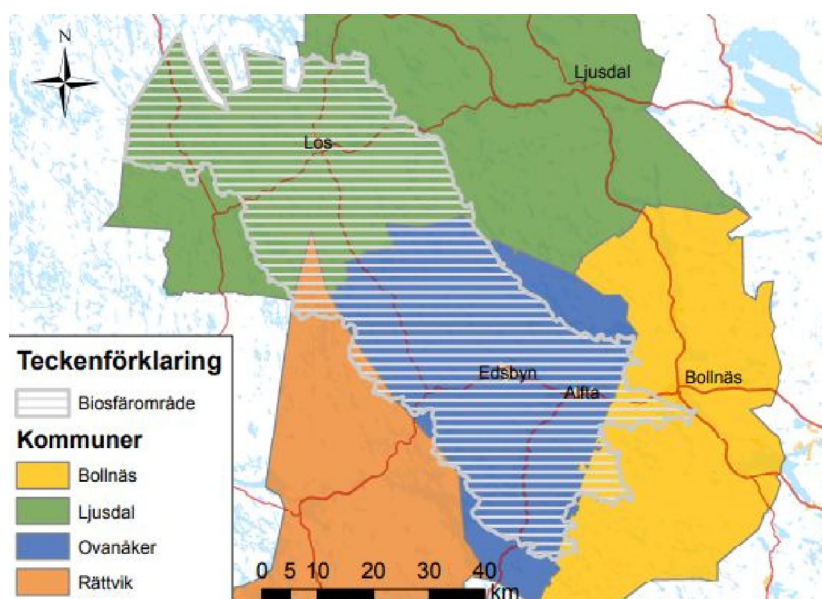 N
Ljusdal
Los
Edsbyn
Alfta
Bollnäs
Teckenförklaring
Biosfärområde
Kommuner
Bollnäs
Ljusdal
Ovanåker
Rättvik
0 5 10 20 30 40
km